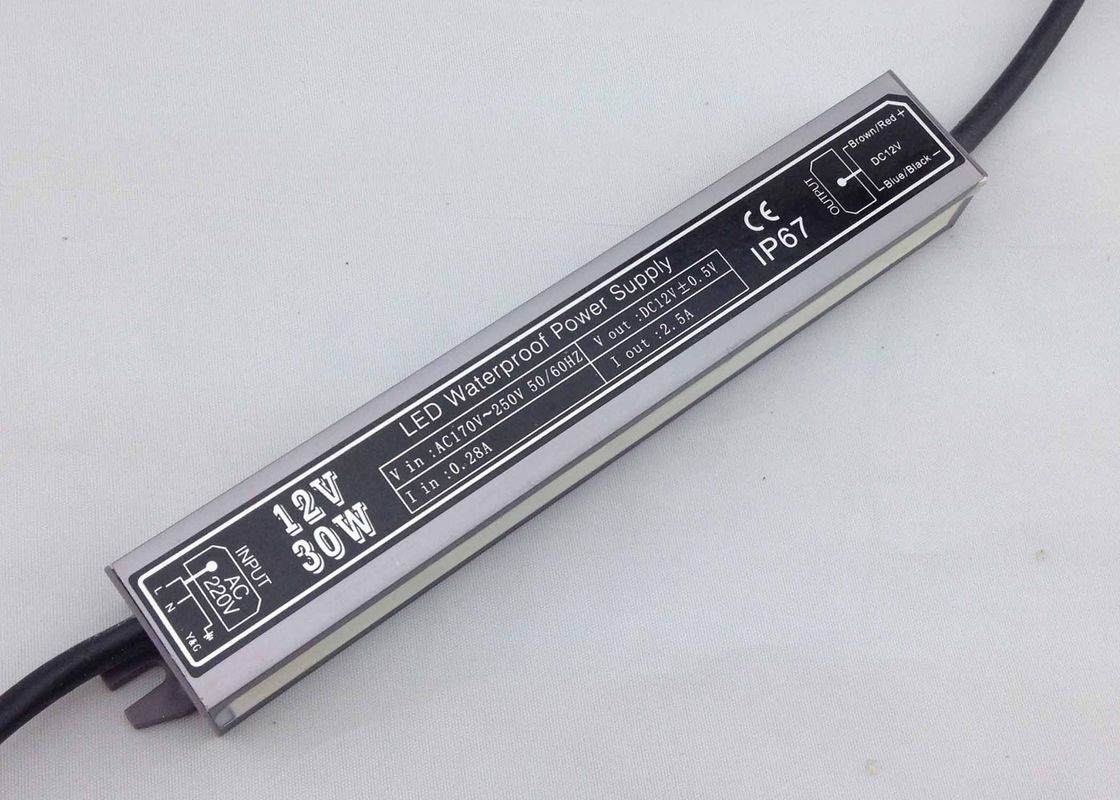 L
N
Y&G
AC
220V
INPUT
12V
30W
LED Waterproof Power Supply
V in :AC170V~250V 50/60HZ
V out :DC12V±0.5V
I in :0.28A
I out :2.5A
CE
IP67
OUTPUT
Brown/Red +
DC12V
Blue/Black −